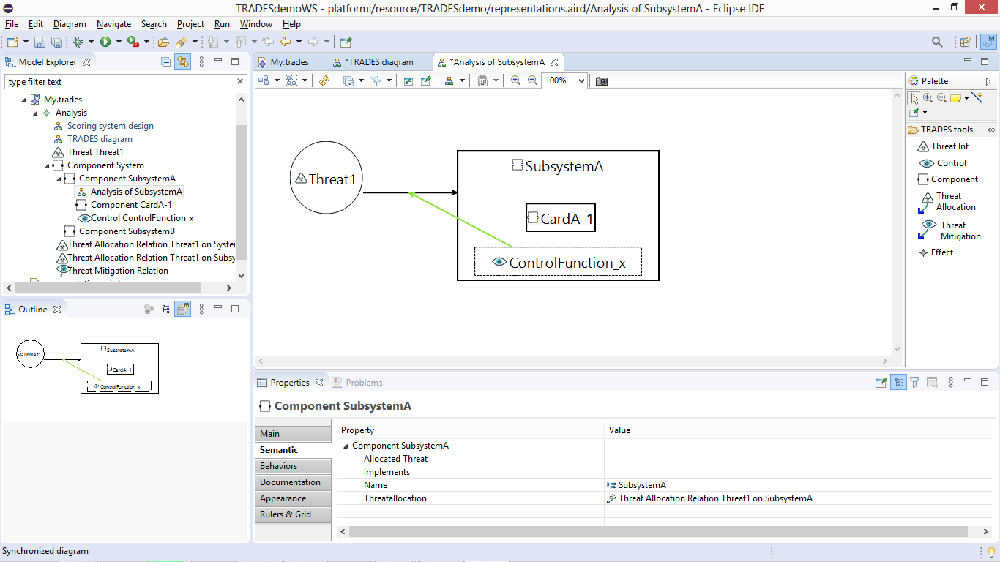 TRADESdemoWS - platform:/resource/TRADESdemo/representations.aird/Analysis of SubsystemA - Eclipse IDE
File Edit Diagram Navigate Search Project Run Window Help
Model Explorer
type filter text
My.trades
Analysis
Scoring system design
TRADES diagram
Threat Threat1
Component System
Component SubsystemA
Analysis of SubsystemA
Component CardA-1
Control ControlFunction_x
Component SubsystemB
Threat Allocation Relation Threat1 on Syster
Threat Allocation Relation Threat1 on Subsy
Threat Mitigation Relation
Outline
Threat1
SubsystemA
CardA-1
ControlFunction_x
My.trades
*TRADES diagram
*Analysis of SubsystemA
100%
Threat1
SubsystemA
CardA-1
ControlFunction_x
Palette
TRADES tools
Threat Int
Control
Component
Threat
Allocation
Threat
Mitigation
Effect
Properties
Problems
Component SubsystemA
Main
Semantic
Behaviors
Documentation
Appearance
Rulers & Grid
Property Value
Component SubsystemA
Allocated Threat
Implements
Name SubsystemA
Threatallocation Threat Allocation Relation Threat1 on SubsystemA
Synchronized diagram